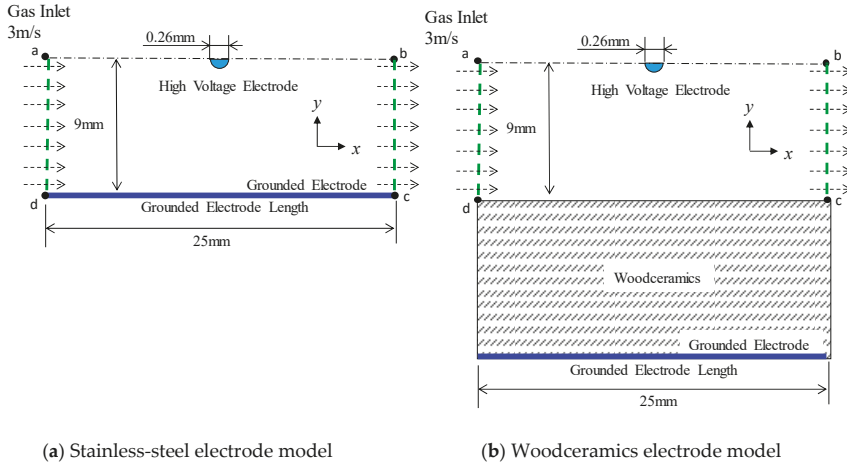 Gas Inlet
3m/s
a
0.26mm
b
High Voltage Electrode
9mm
y
x
Grounded Electrode
d
c
Grounded Electrode Length
25mm
(a) Stainless-steel electrode model
Gas Inlet
3m/s
a
0.26mm
b
High Voltage Electrode
9mm
y
x
d
c
Woodceramics
Grounded Electrode
Grounded Electrode Length
25mm
(b) Woodceramics electrode model